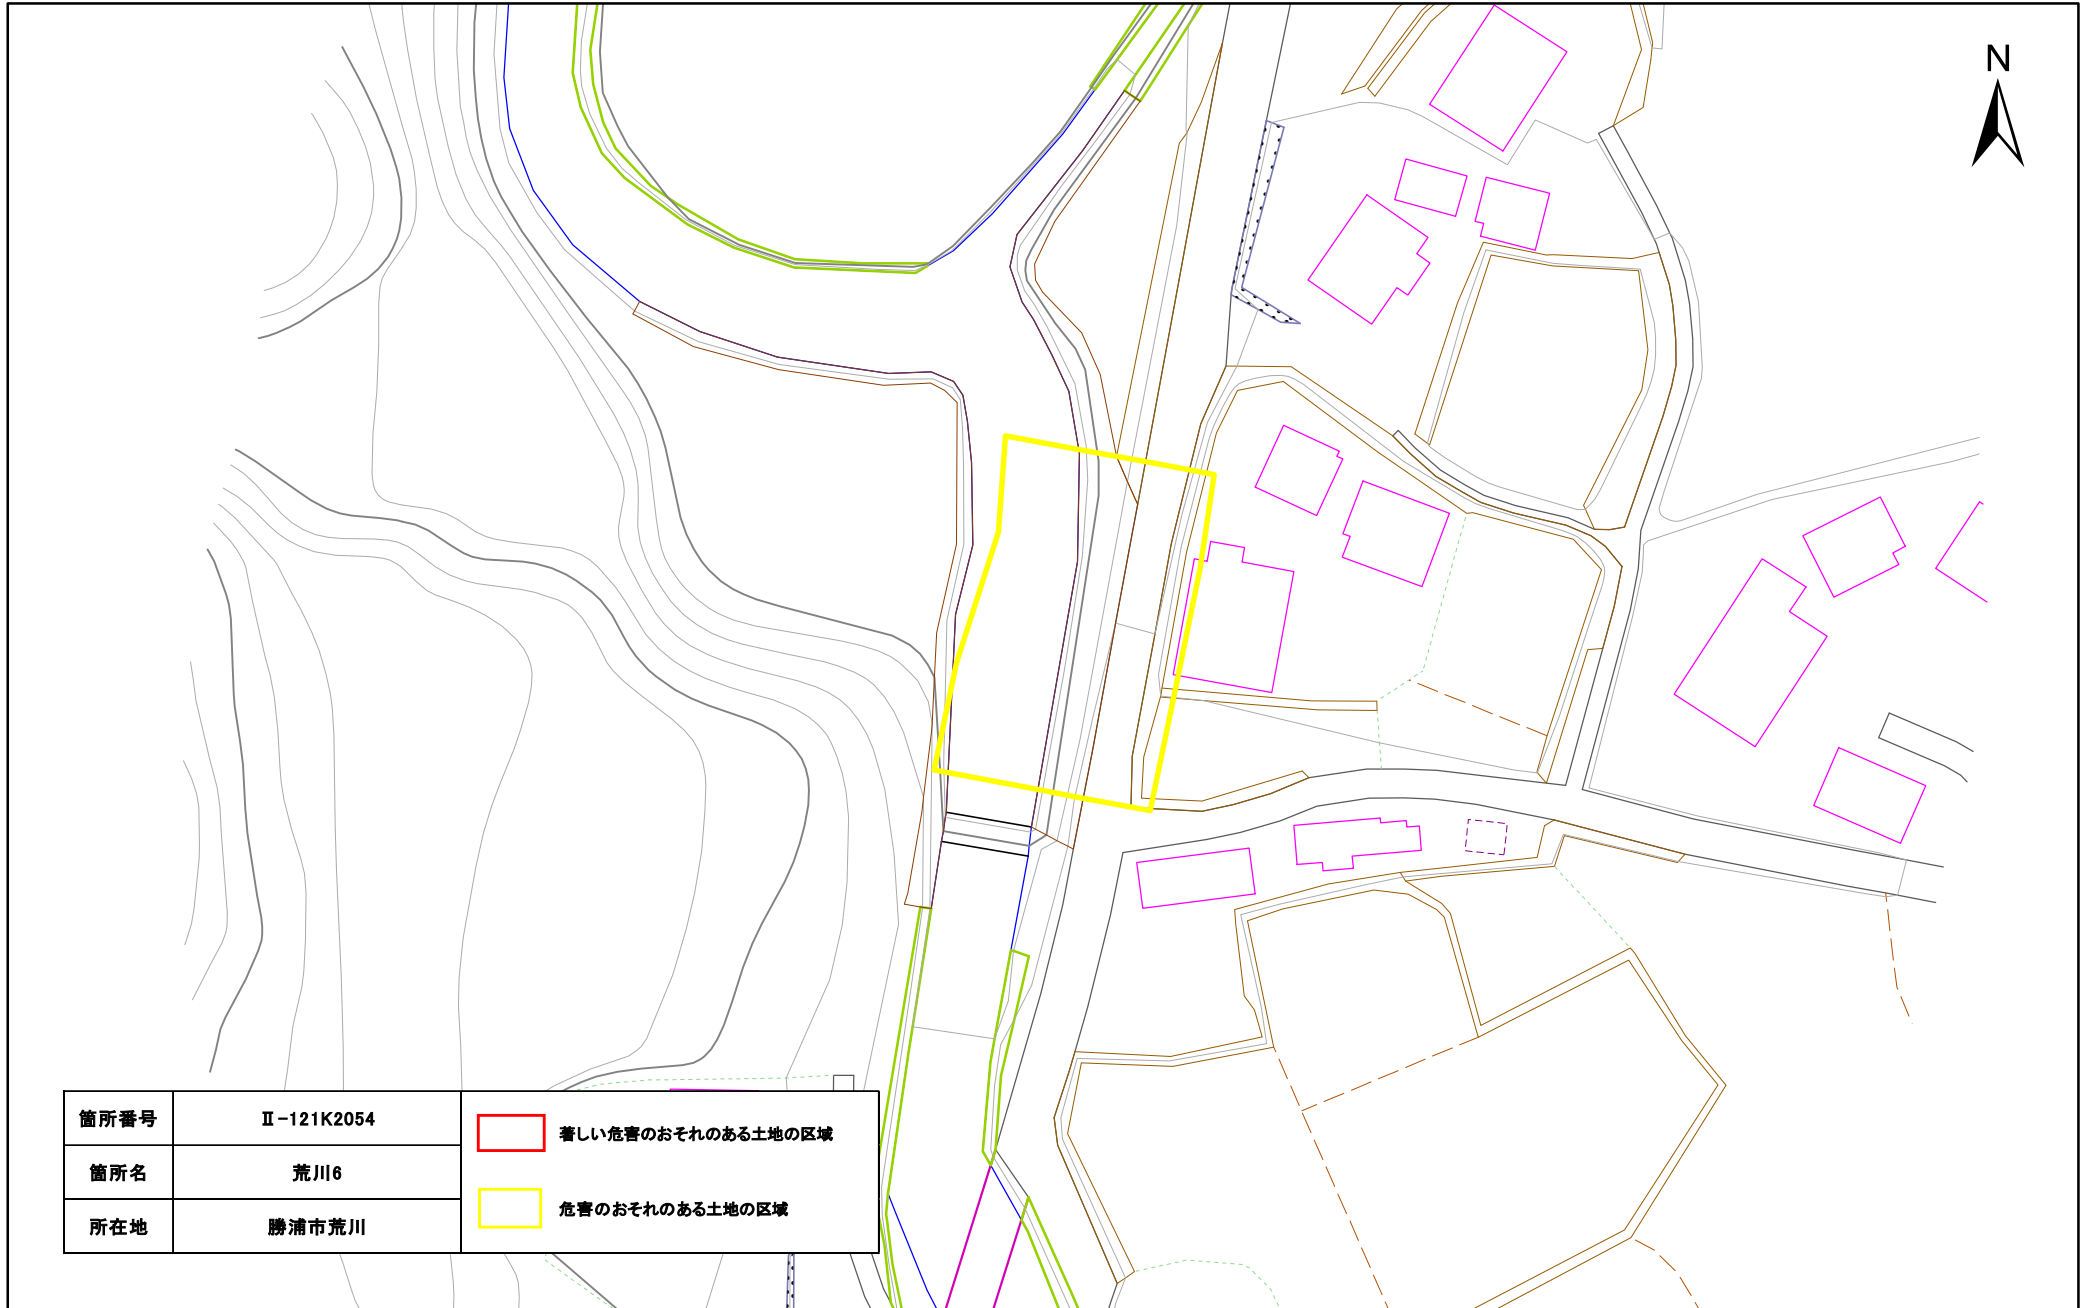 N
箇所番号 Ⅱ-121K2054
箇所名 荒川6
所在地 勝浦市荒川
著しい危害のおそれのある土地の区域
危害のおそれのある土地の区域